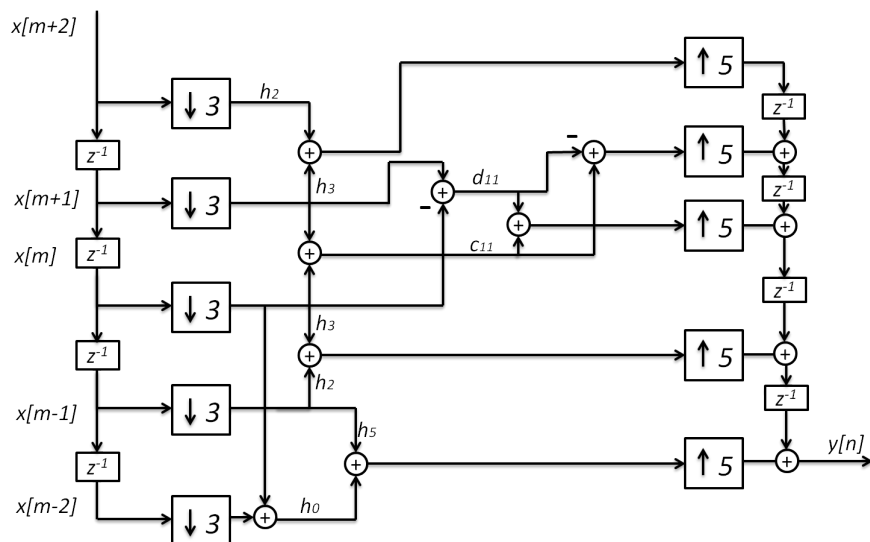 x[m+2]
↑ 5
↓ 3
h2
z⁻¹
+
z⁻¹
–
+
↑ 5
+
x[m+1]
↓ 3
h3
+
–
d11
z⁻¹
+
↑ 5
+
x[m]
z⁻¹
+
c11
↓ 3
z⁻¹
h3
z⁻¹
+
↑ 5
+
h2
x[m-1]
↓ 3
z⁻¹
h5
y[n]
z⁻¹
+
↑ 5
+
x[m-2]
↓ 3
+
h0